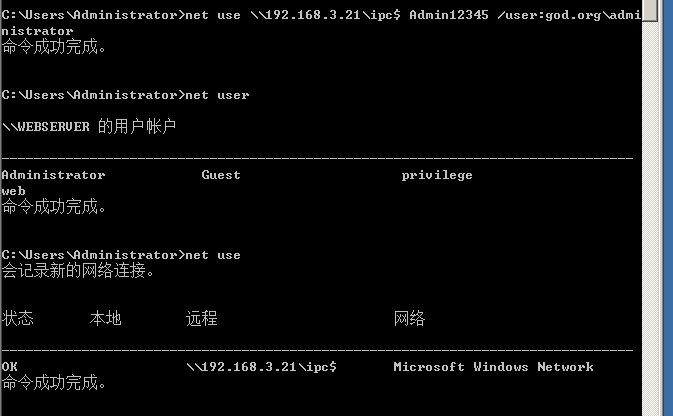 C:\Users\Administrator>net use \\192.168.3.21\ipc$ Admin12345 /user:god.org\admi
nistrator
命令成功完成。
C:\Users\Administrator>net user
\\WEBSERVER 的用户帐户
-------------------------------------------------------------------------------
Administrator            Guest                    privilege
web
命令成功完成。
C:\Users\Administrator>net use
会记录新的网络连接。
状态       本地        远程                      网络
-------------------------------------------------------------------------------
OK                     \\192.168.3.21\ipc$       Microsoft Windows Network
命令成功完成。